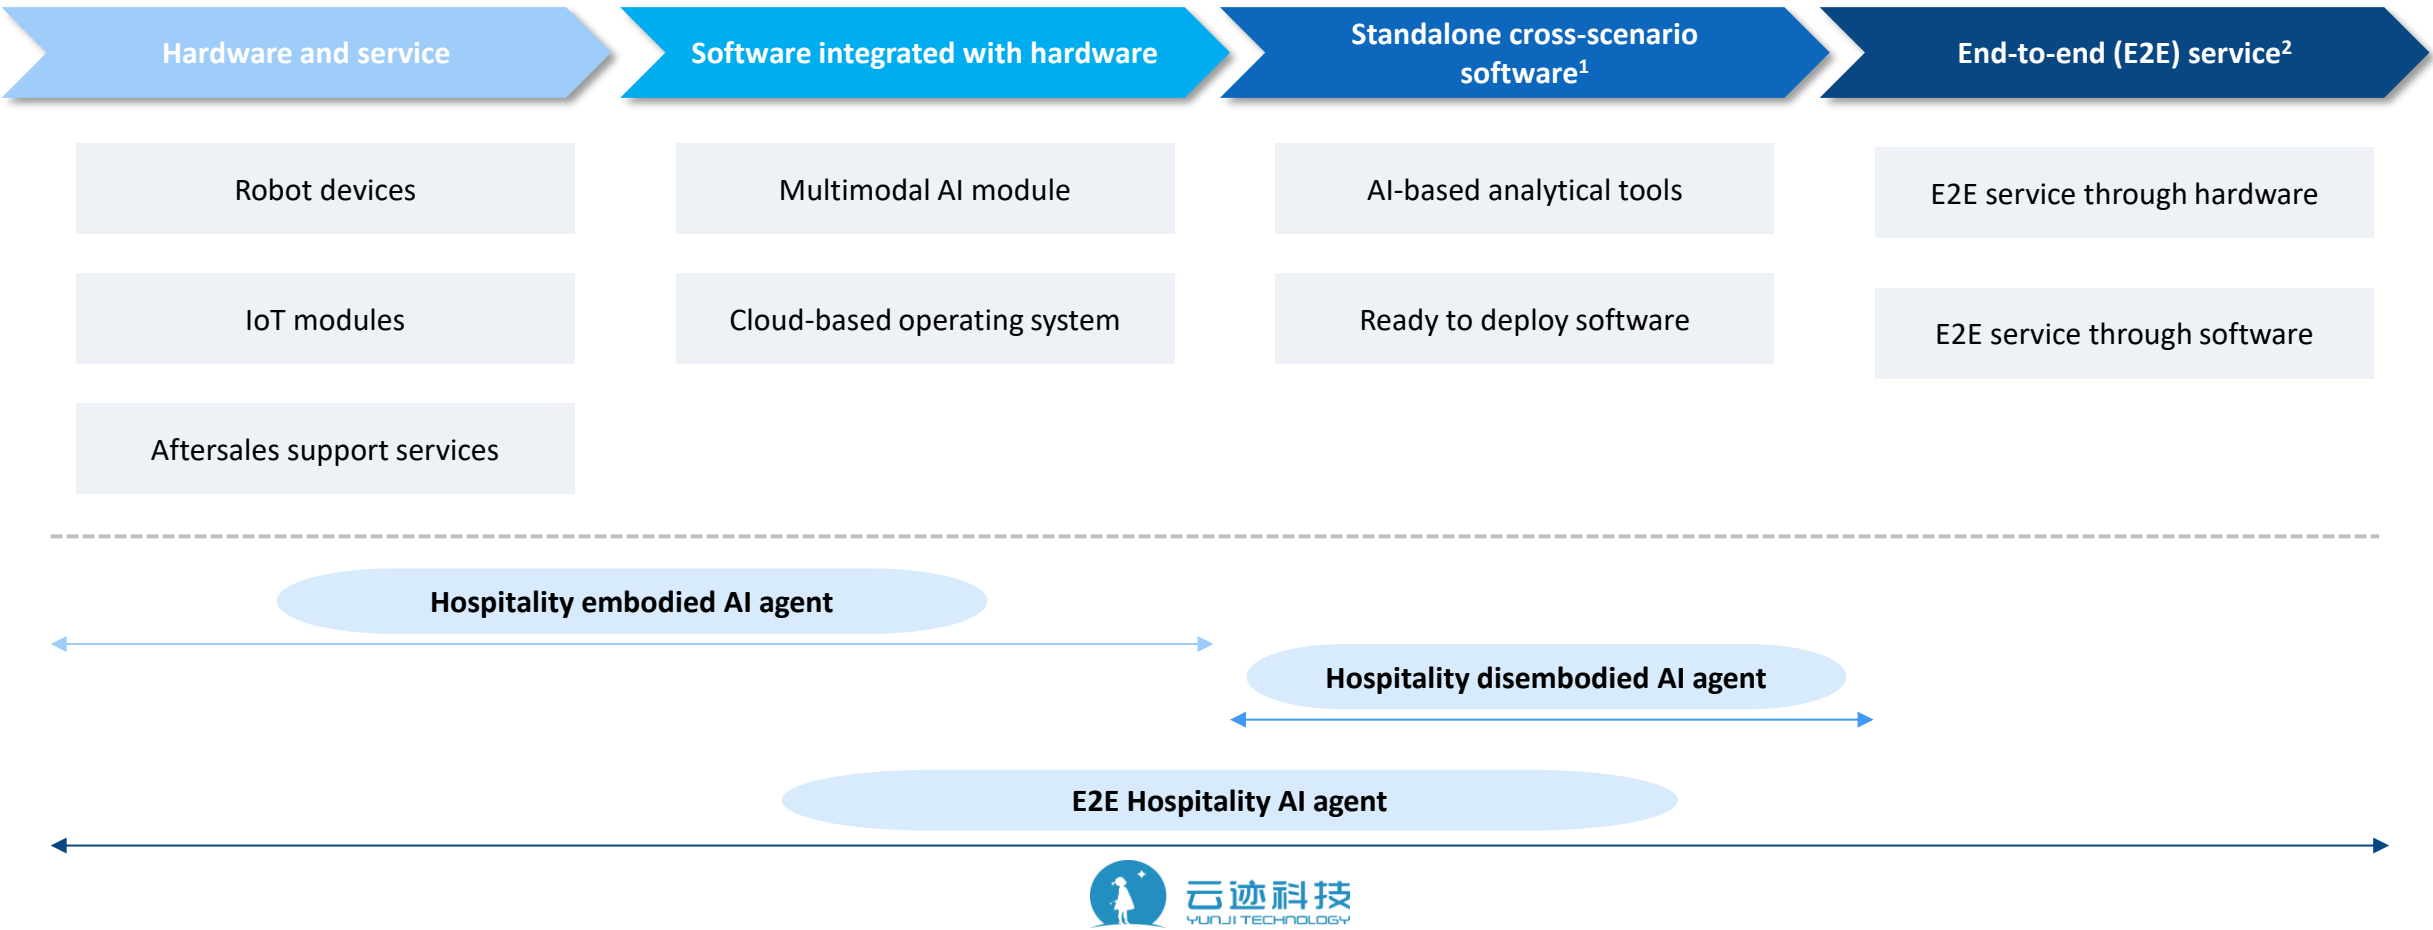 Hardware and service
Software integrated with hardware
Standalone cross-scenario
software1
End-to-end (E2E) service2
Robot devices
Multimodal AI module
AI-based analytical tools
E2E service through hardware
IoT modules
Cloud-based operating system
Ready to deploy software
E2E service through software
Aftersales support services
Hospitality embodied AI agent
Hospitality disembodied AI agent
E2E Hospitality AI agent
云迹科技
YUNJI TECHNOLOGY